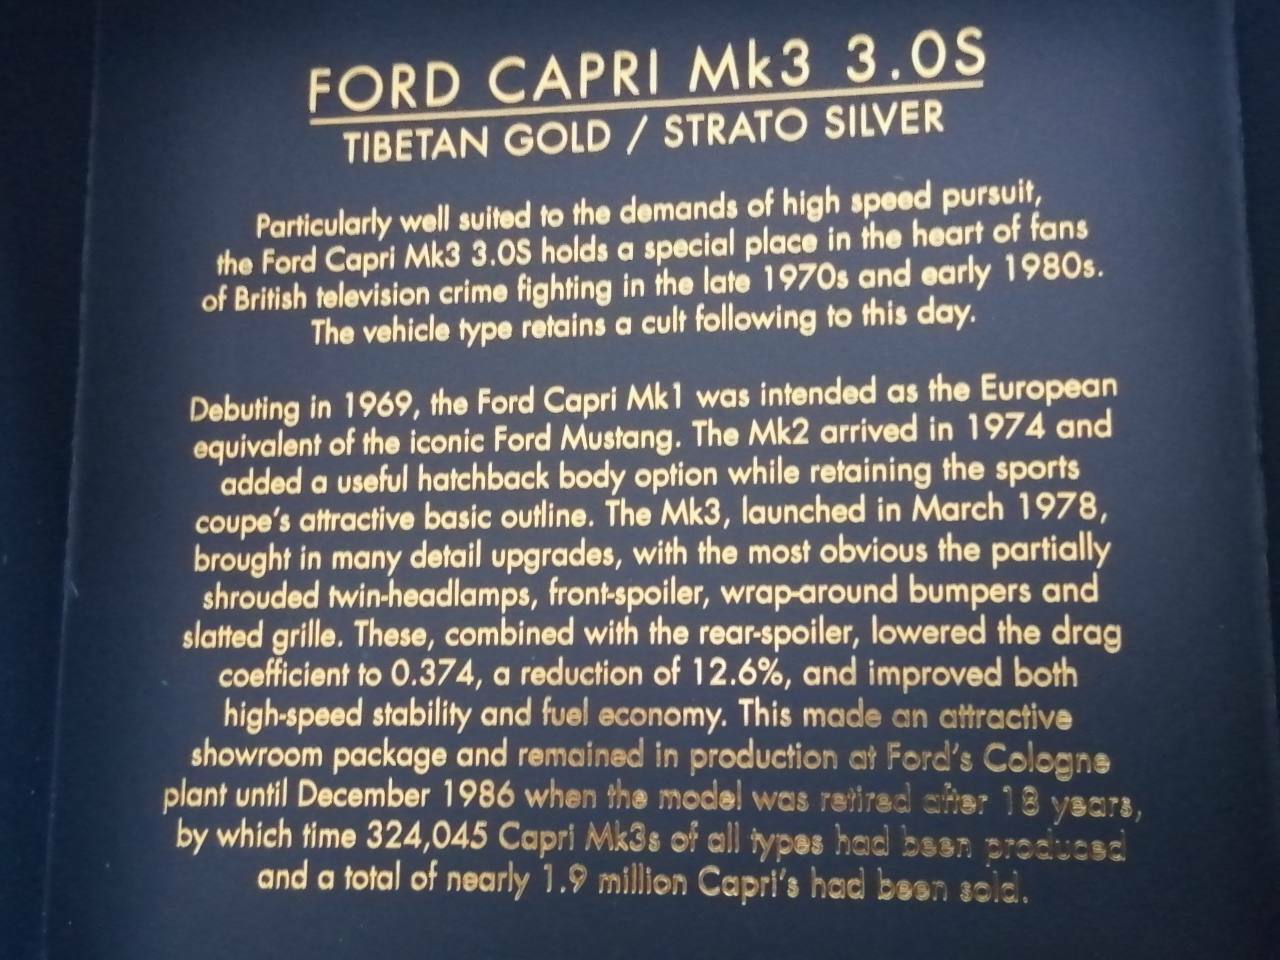 FORD CAPRI Mk3 3.0S
TIBETAN GOLD / STRATO SILVER
Particularly well suited to the demands of high speed pursuit,
the Ford Capri Mk3 3.0S holds a special place in the heart of fans
of British television crime fighting in the late 1970s and early 1980s.
The vehicle type retains a cult following to this day.
Debuting in 1969, the Ford Capri Mk1 was intended as the European
equivalent of the iconic Ford Mustang. The Mk2 arrived in 1974 and
added a useful hatchback body option while retaining the sports
coupe's attractive basic outline. The Mk3, launched in March 1978,
brought in many detail upgrades, with the most obvious the partially
shrouded twin-headlamps, front-spoiler, wrap-around bumpers and
slatted grille. These, combined with the rear-spoiler, lowered the drag
coefficient to 0.374, a reduction of 12.6%, and improved both
high-speed stability and fuel economy. This made an attractive
showroom package and remained in production at Ford's Cologne
plant until December 1986 when the model was retired after 18 years,
by which time 324,045 Capri Mk3s of all types had been produced
and a total of nearly 1.9 million Capri's had been sold.